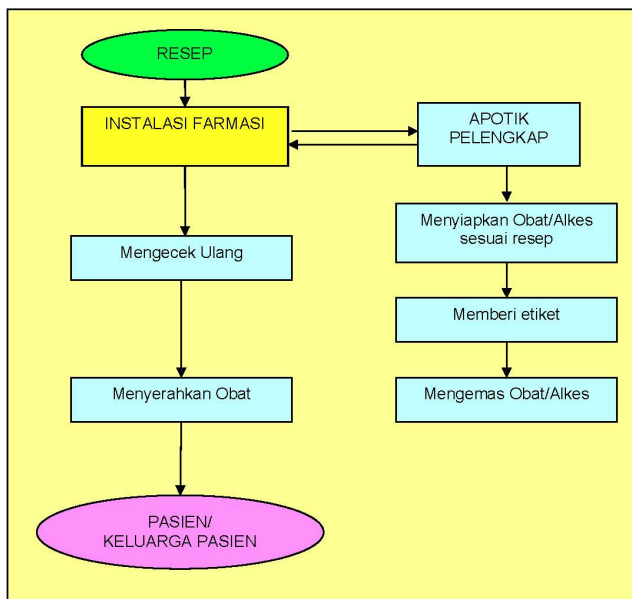 RESEP
INSTALASI FARMASI
APOTIK
PELENGKAP
Menyiapkan Obat/Alkes
sesuai resep
Mengecek Ulang
Memberi etiket
Menyerahkan Obat
Mengemas Obat/Alkes
PASIEN/
KELUARGA PASIEN